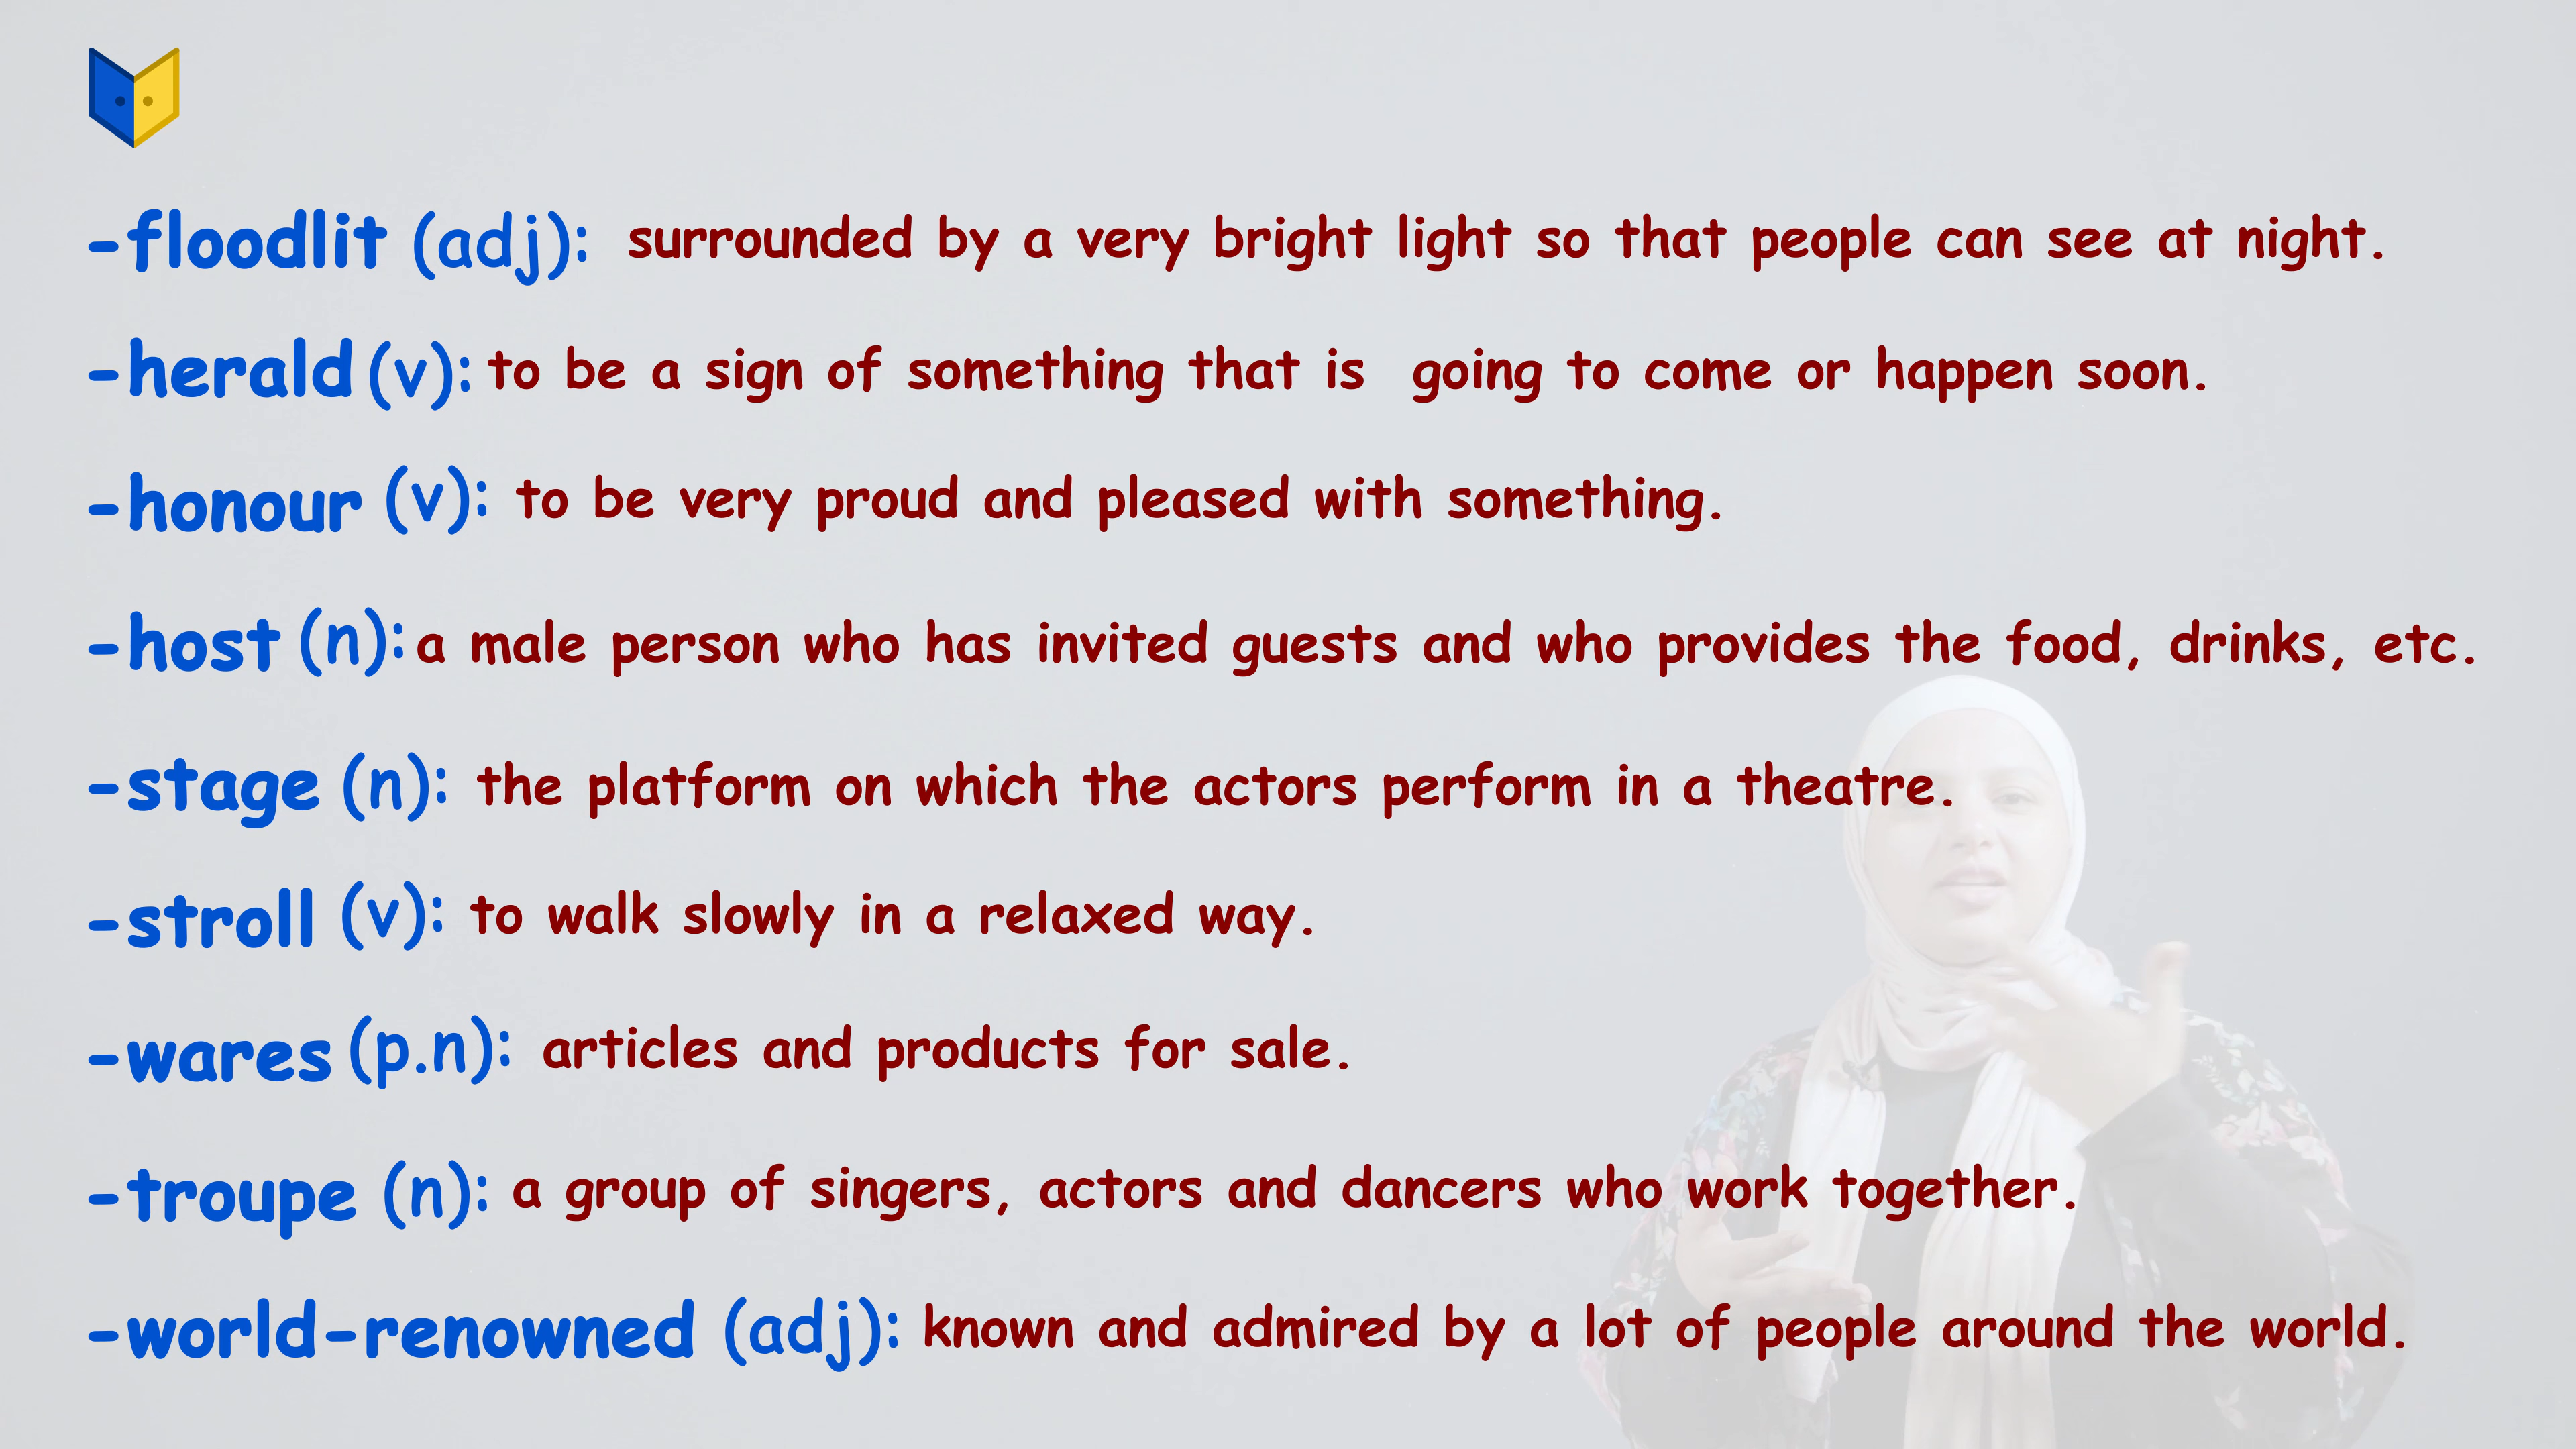 -floodlit (adj): surrounded by a very bright light so that people can see at night.
-herald (v): to be a sign of something that is going to come or happen soon.
-honour (v): to be very proud and pleased with something.
-host (n): a male person who has invited guests and who provides the food, drinks, etc.
-stage (n): the platform on which the actors perform in a theatre.
-stroll (v): to walk slowly in a relaxed way.
-wares (p.n): articles and products for sale.
-troupe (n): a group of singers, actors and dancers who work together.
-world-renowned (adj): known and admired by a lot of people around the world.